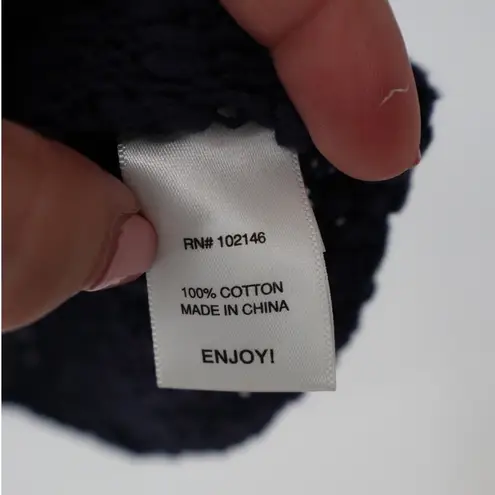 RN# 102146
100% COTTON
MADE IN CHINA
ENJOY!